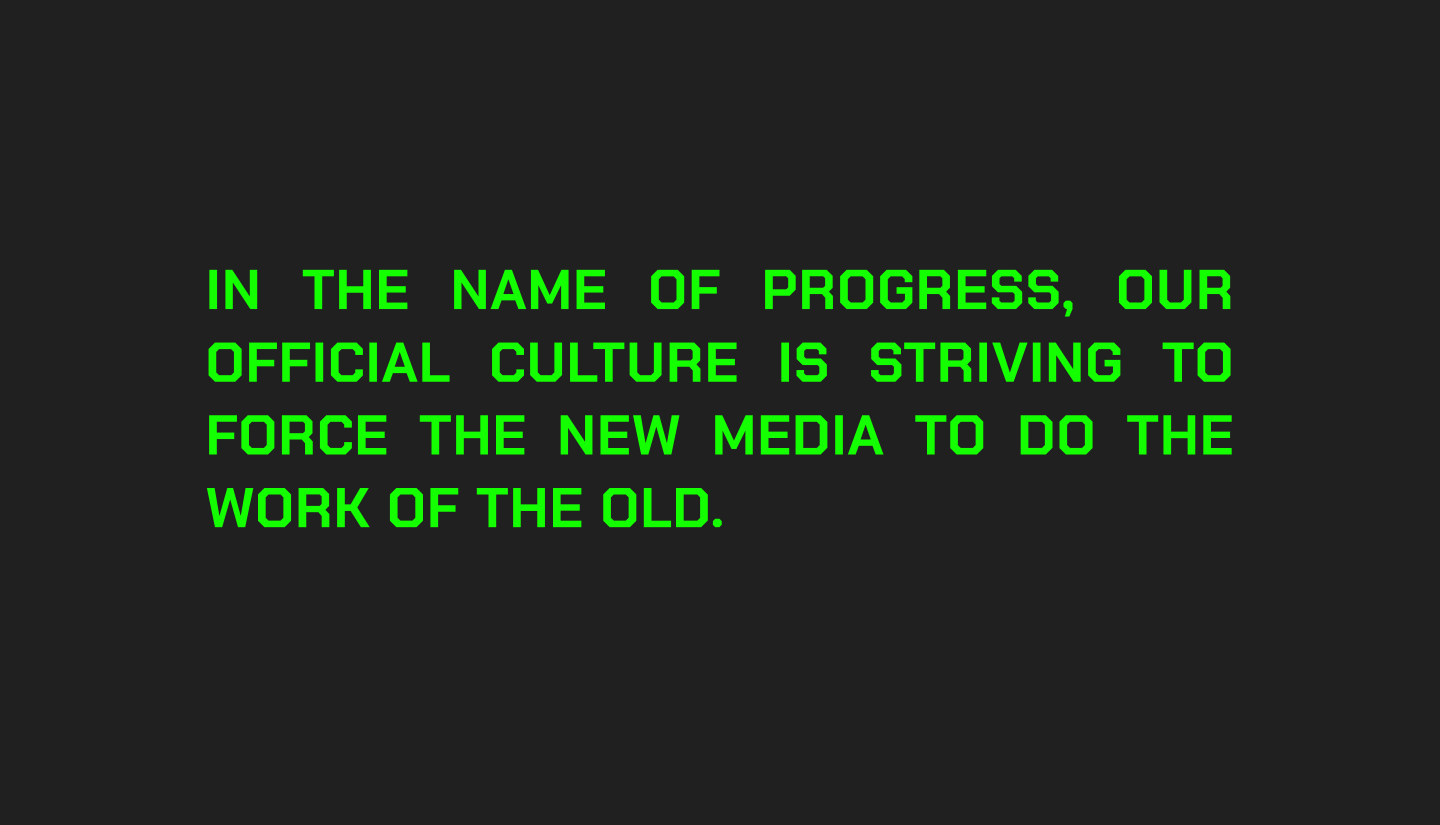 IN THE NAME OF PROGRESS, OUR
OFFICIAL CULTURE IS STRIVING TO
FORCE THE NEW MEDIA TO DO THE
WORK OF THE OLD.